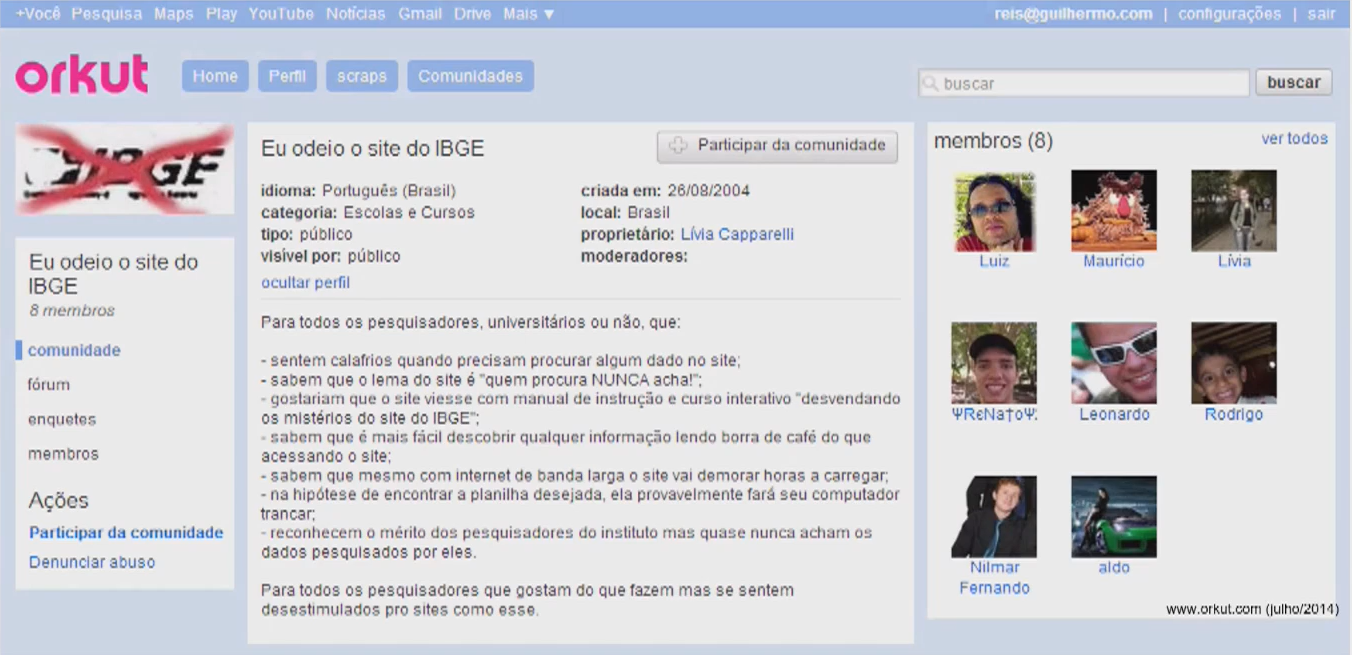 +Você Pesquisa Maps Play YouTube Notícias Gmail Drive Mais ▼
reis@guilhermo.com | configurações | sair
orkut
Home Perfil scraps Comunidades
buscar buscar
IBGE
Eu odeio o site do
IBGE
8 membros
comunidade
fórum
enquetes
membros
Ações
Participar da comunidade
Denunciar abuso
Eu odeio o site do IBGE
Participar da comunidade
idioma: Português (Brasil)
categoria: Escolas e Cursos
tipo: público
visível por: público
criada em: 26/08/2004
local: Brasil
proprietário: Lívia Capparelli
moderadores:
ocultar perfil
Para todos os pesquisadores, universitários ou não, que:
- sentem calafrios quando precisam procurar algum dado no site;
- sabem que o lema do site é "quem procura NUNCA acha!";
- gostariam que o site viesse com manual de instrução e curso interativo "desvendando
os mistérios do site do IBGE";
- sabem que é mais fácil descobrir qualquer informação lendo borra de café do que
acessando o site;
- sabem que mesmo com internet de banda larga o site vai demorar horas a carregar;
- na hipótese de encontrar a planilha desejada, ela provavelmente fará seu computador
trancar;
- reconhecem o mérito dos pesquisadores do instituto mas quase nunca acham os
dados pesquisados por eles.
Para todos os pesquisadores que gostam do que fazem mas se sentem
desestimulados pro sites como esse.
membros (8)
ver todos
Luiz
Maurício
Lívia
ΨRεNa†oΨ
Leonardo
Rodrigo
Nilmar
Fernando
aldo
www.orkut.com (julho/2014)